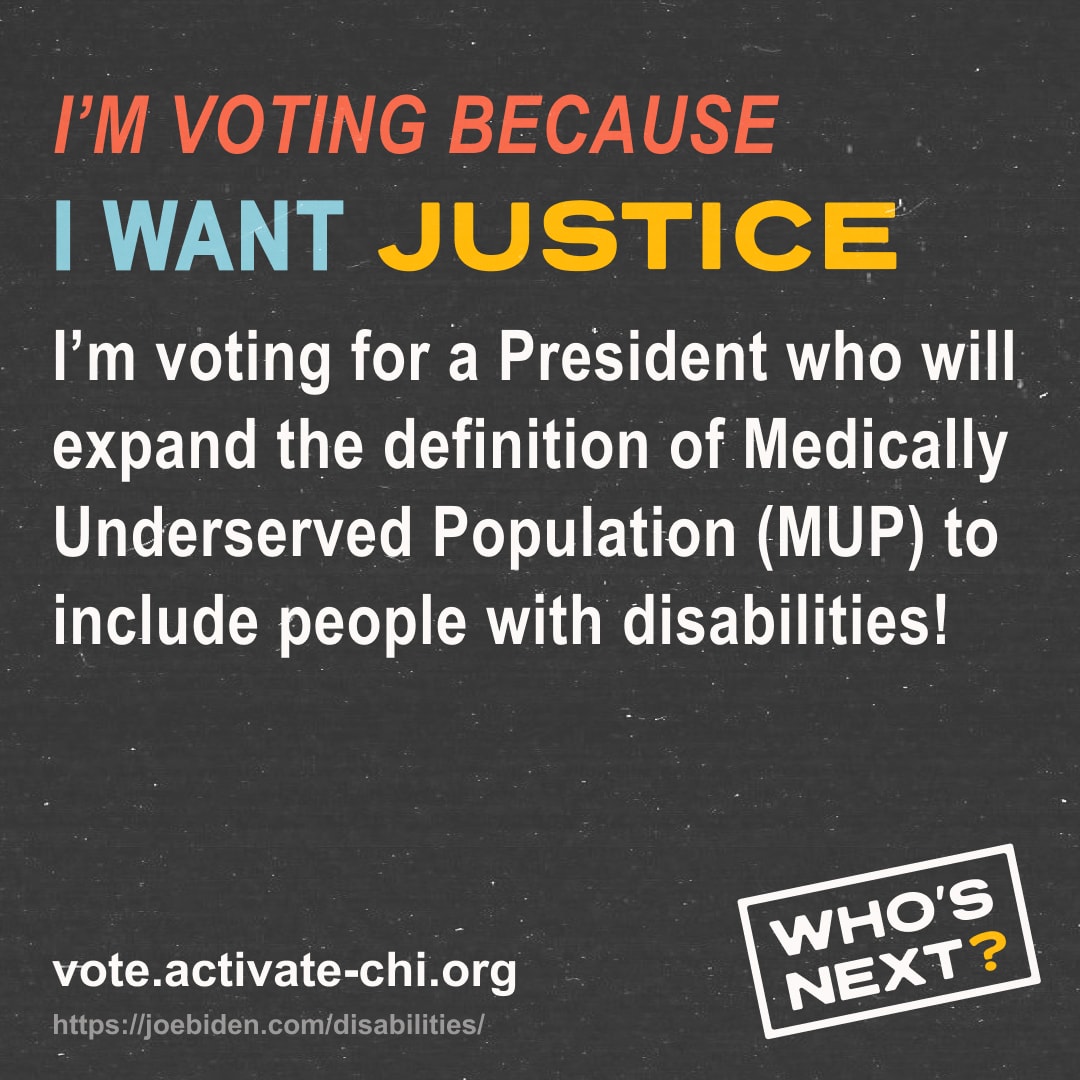 I’M VOTING BECAUSE
I WANT JUSTICE
I’m voting for a President who will
expand the definition of Medically
Underserved Population (MUP) to
include people with disabilities!
WHO'S
NEXT?
vote.activate-chi.org
https://joebiden.com/disabilities/